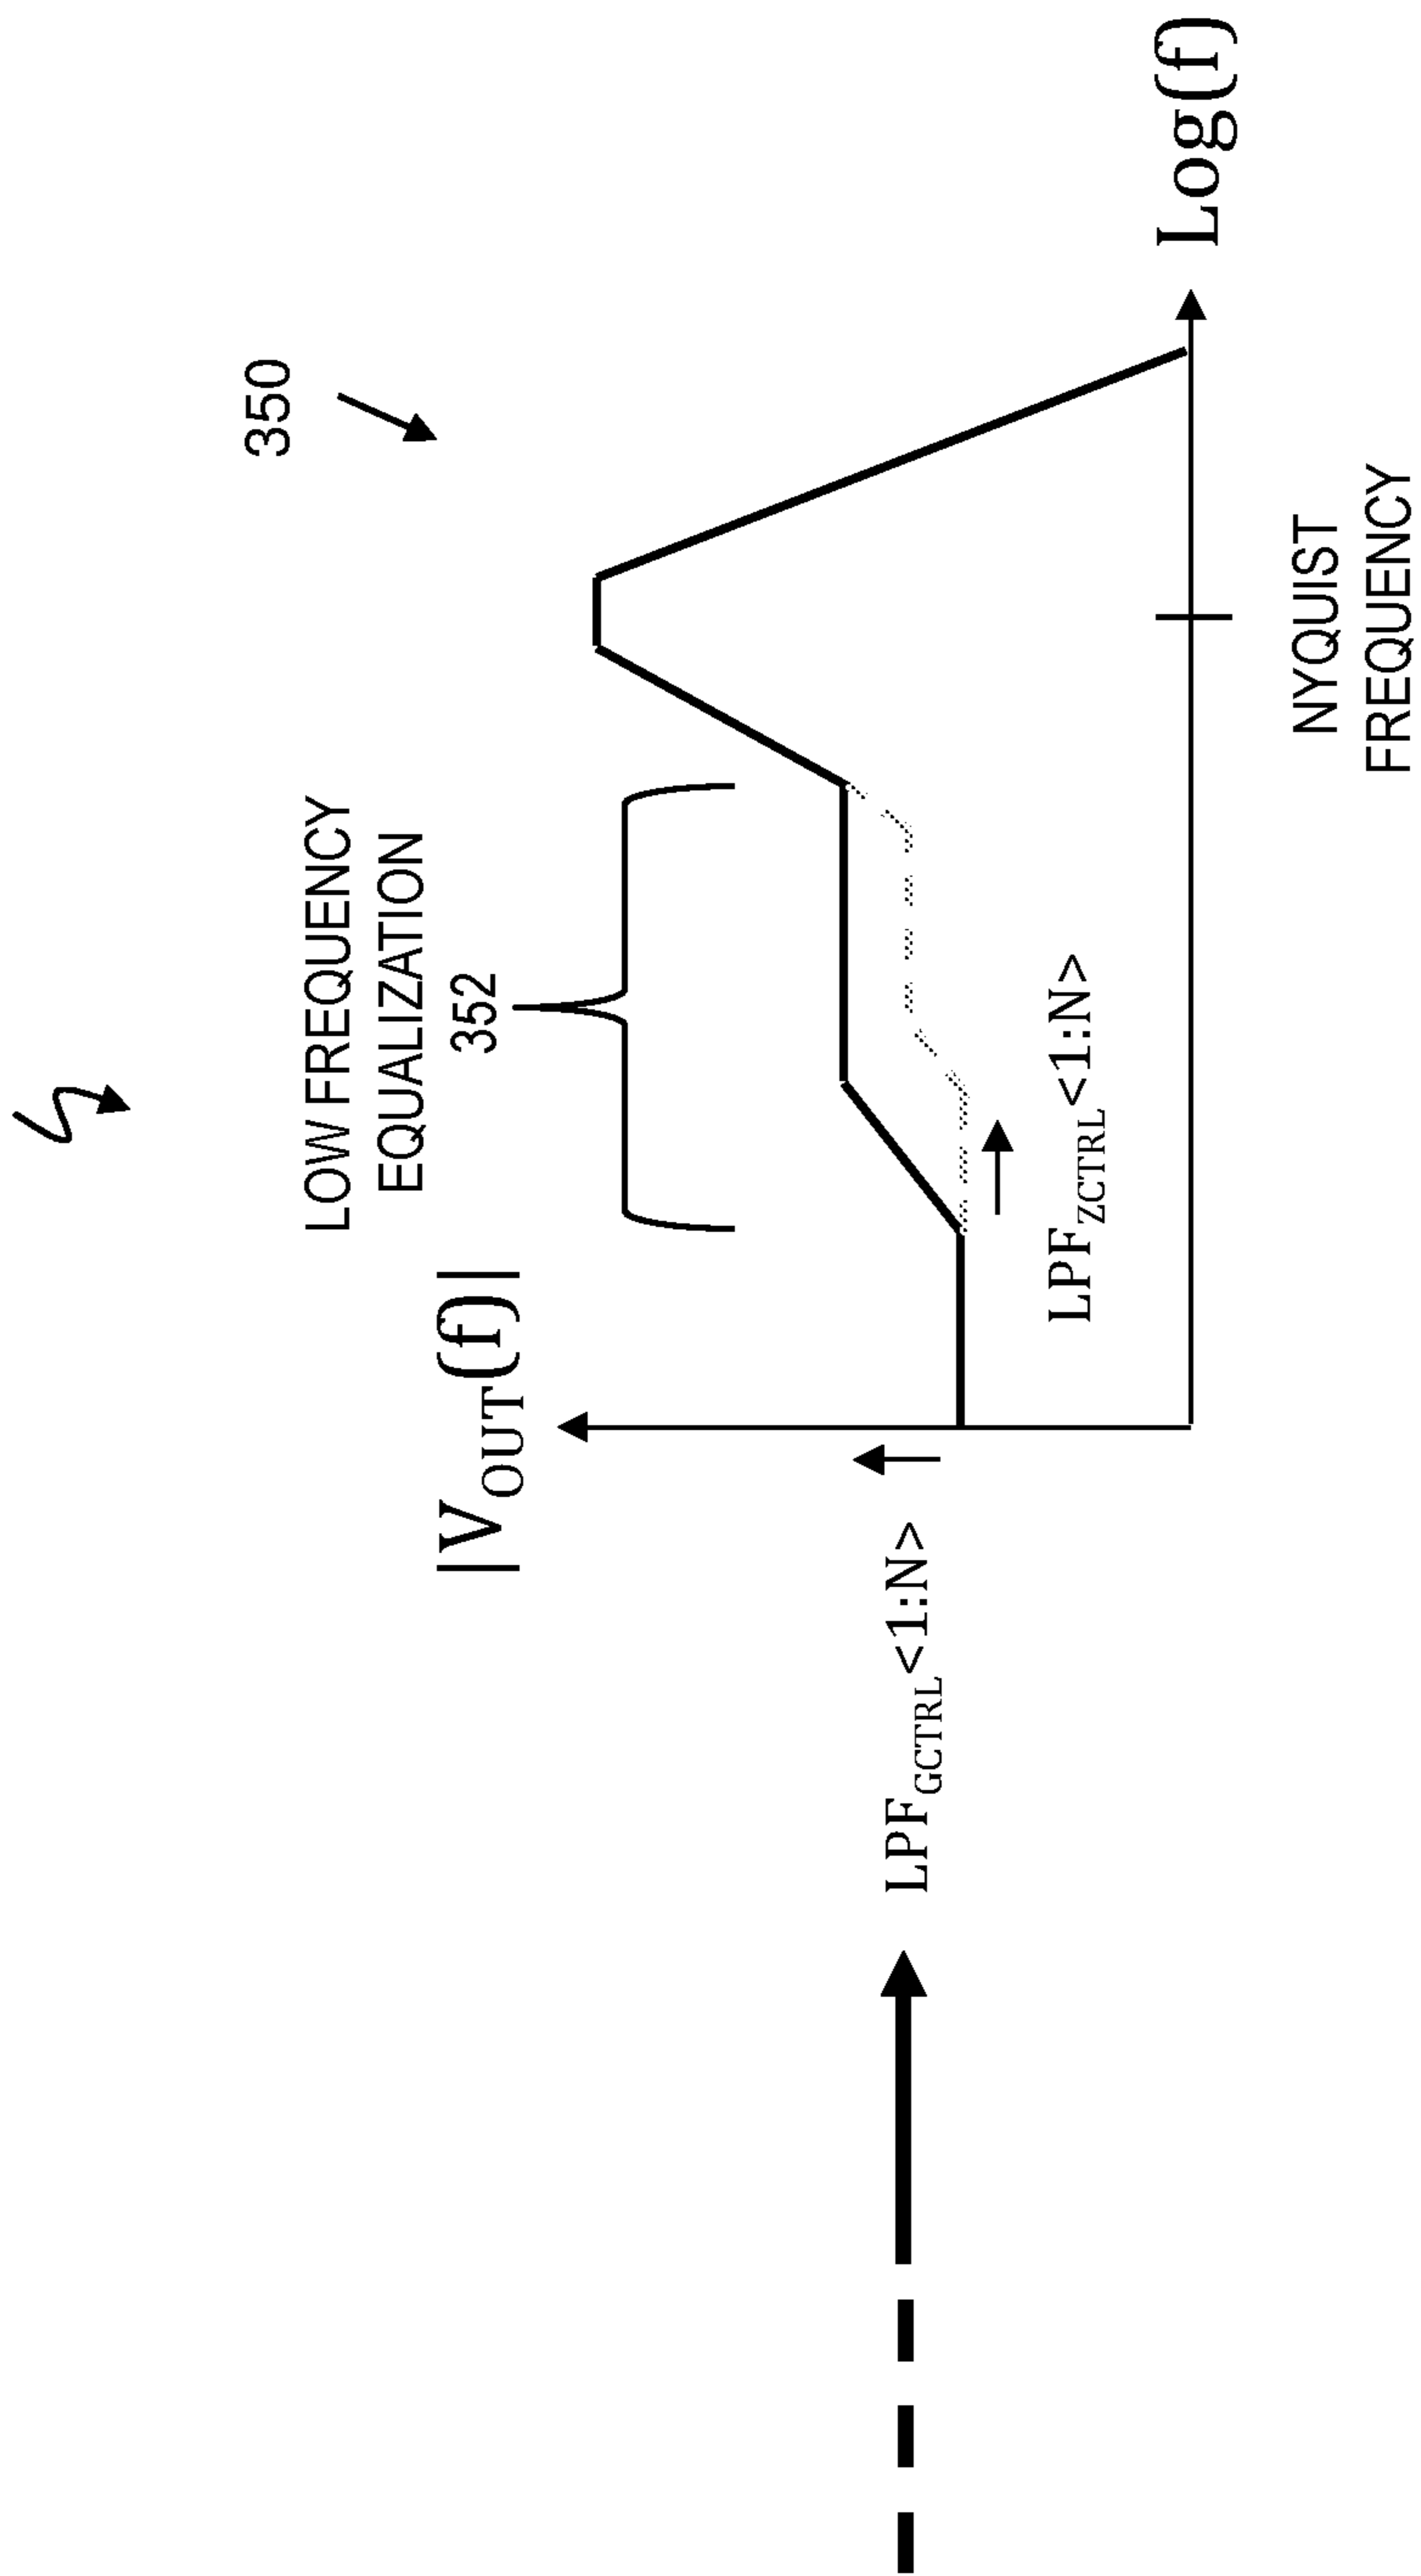 350
LOW FREQUENCY
EQUALIZATION
352
|VOUT(f)|
LPFGCTRL<1:N>
LPFZCTRL<1:N>
Log(f)
NYQUIST
FREQUENCY